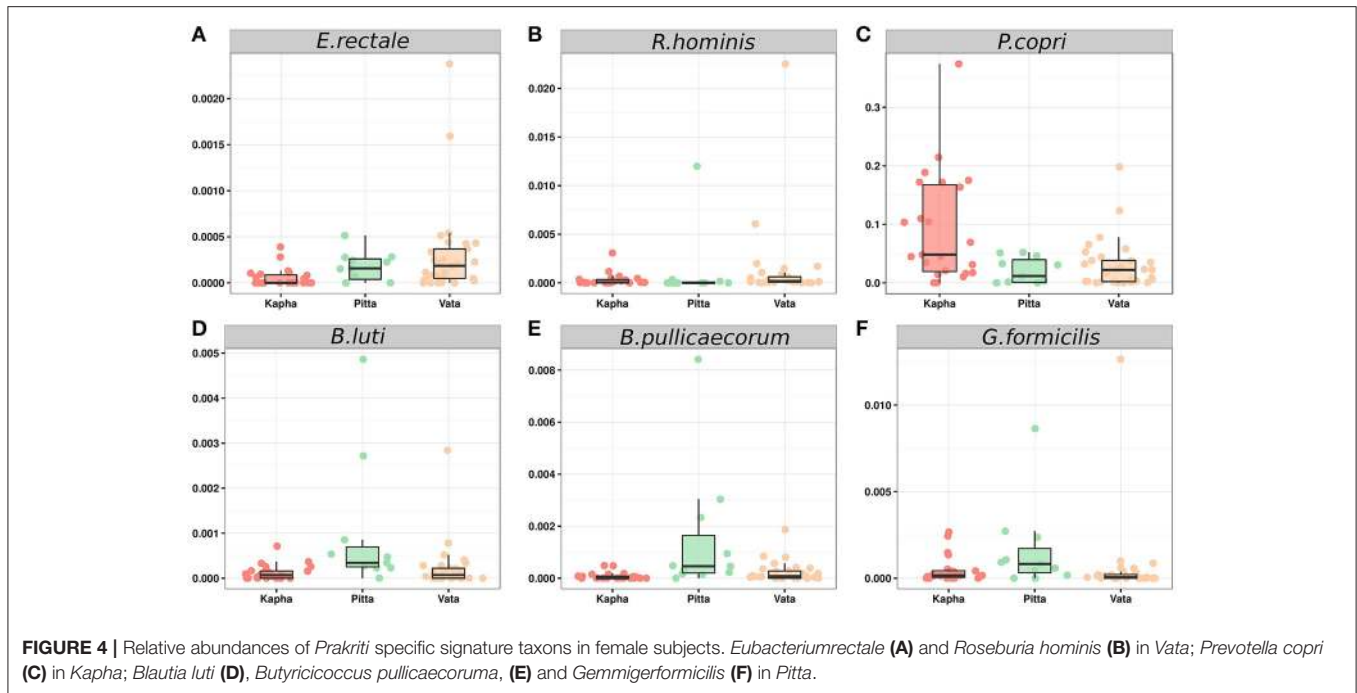 A
E.rectale
0.0020
0.0015
0.0010
0.0005
0.0000
Kapha Pitta Vata
B
R.hominis
0.020
0.015
0.010
0.005
0.000
Kapha Pitta Vata
C
P.copri
0.3
0.2
0.1
0.0
Kapha Pitta Vata
D
B.luti
0.005
0.004
0.003
0.002
0.001
0.000
Kapha Pitta Vata
E
B.pullicaecorum
0.008
0.006
0.004
0.002
0.000
Kapha Pitta Vata
F
G.formicilis
0.010
0.005
0.000
Kapha Pitta Vata
FIGURE 4 | Relative abundances of Prakriti specific signature taxons in female subjects. Eubacteriumrectale (A) and Roseburia hominis (B) in Vata; Prevotella copri
(C) in Kapha; Blautia luti (D), Butyricicoccus pullicaecoruma, (E) and Gemmigerformicilis (F) in Pitta.